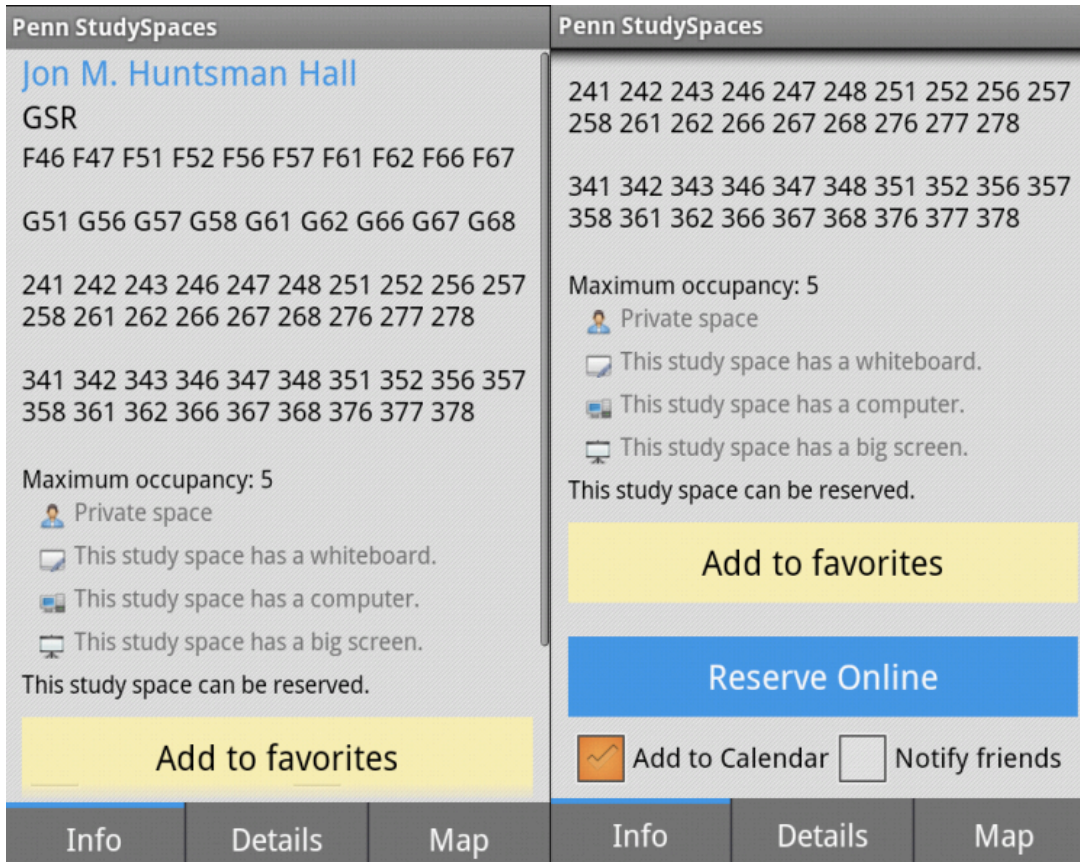 Penn StudySpaces
Jon M. Huntsman Hall
GSR
F46 F47 F51 F52 F56 F57 F61 F62 F66 F67
G51 G56 G57 G58 G61 G62 G66 G67 G68
241 242 243 246 247 248 251 252 256 257
258 261 262 266 267 268 276 277 278
341 342 343 346 347 348 351 352 356 357
358 361 362 366 367 368 376 377 378
Maximum occupancy: 5
Private space
This study space has a whiteboard.
This study space has a computer.
This study space has a big screen.
This study space can be reserved.
Add to favorites
Info Details Map
Penn StudySpaces
241 242 243 246 247 248 251 252 256 257
258 261 262 266 267 268 276 277 278
341 342 343 346 347 348 351 352 356 357
358 361 362 366 367 368 376 377 378
Maximum occupancy: 5
Private space
This study space has a whiteboard.
This study space has a computer.
This study space has a big screen.
This study space can be reserved.
Add to favorites
Reserve Online
Add to Calendar Notify friends
Info Details Map